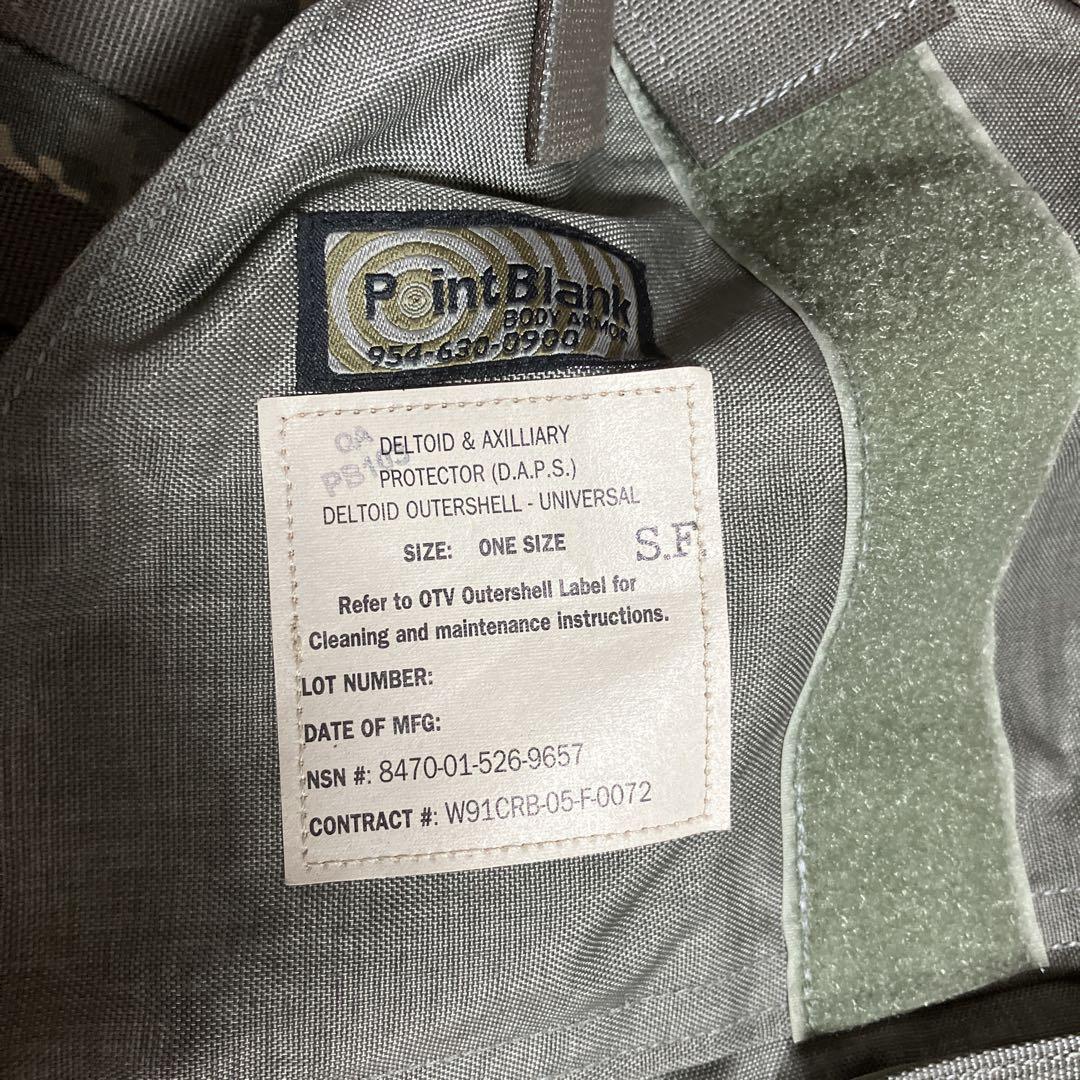 PointBlank
BODY ARMOR
954-630-0900
QA
DELTOID & AXILLIARY
PROTECTOR (D.A.P.S.)
DELTOID OUTERSHELL - UNIVERSAL
SIZE: ONE SIZE
S.F.
Refer to OTV Outershell Label for
Cleaning and maintenance instructions.
LOT NUMBER:
DATE OF MFG:
NSN #: 8470-01-526-9657
CONTRACT #: W91CRB-05-F-0072